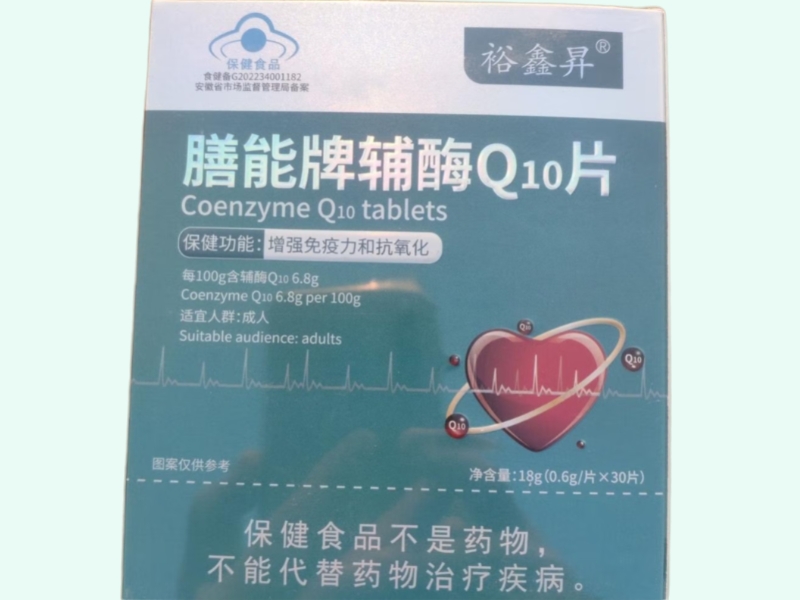 保健食品
食健备G202234001182
安徽省市场监督管理局备案
裕鑫昇®
膳能牌辅酶Q10片
Coenzyme Q10 tablets
保健功能：增强免疫力和抗氧化
每100g含辅酶Q10 6.8g
Coenzyme Q10 6.8g per 100g
适宜人群：成人
Suitable audience: adults
Q10
Q10
Q10
图案仅供参考
净含量：18g（0.6g/片×30片）
保健食品不是药物，
不能代替药物治疗疾病。